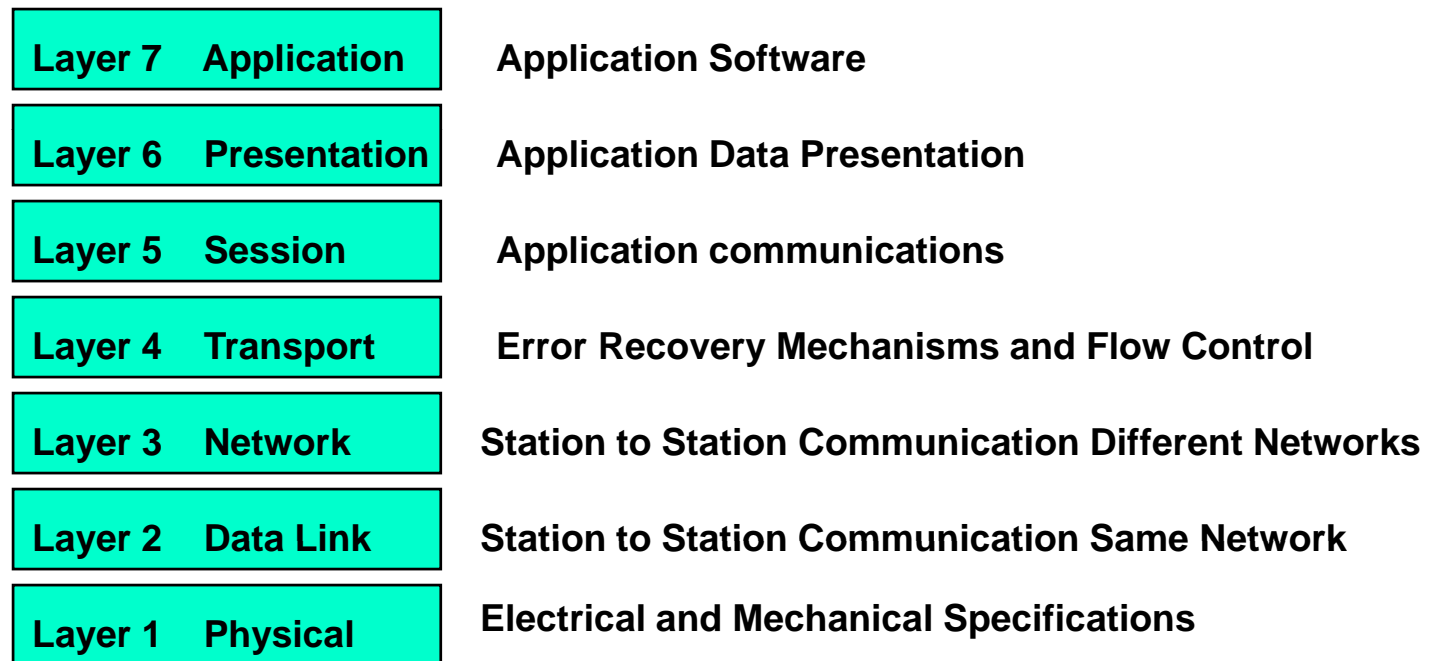 Layer 7 Application Application Software
Layer 6 Presentation Application Data Presentation
Layer 5 Session Application communications
Layer 4 Transport Error Recovery Mechanisms and Flow Control
Layer 3 Network Station to Station Communication Different Networks
Layer 2 Data Link Station to Station Communication Same Network
Layer 1 Physical Electrical and Mechanical Specifications